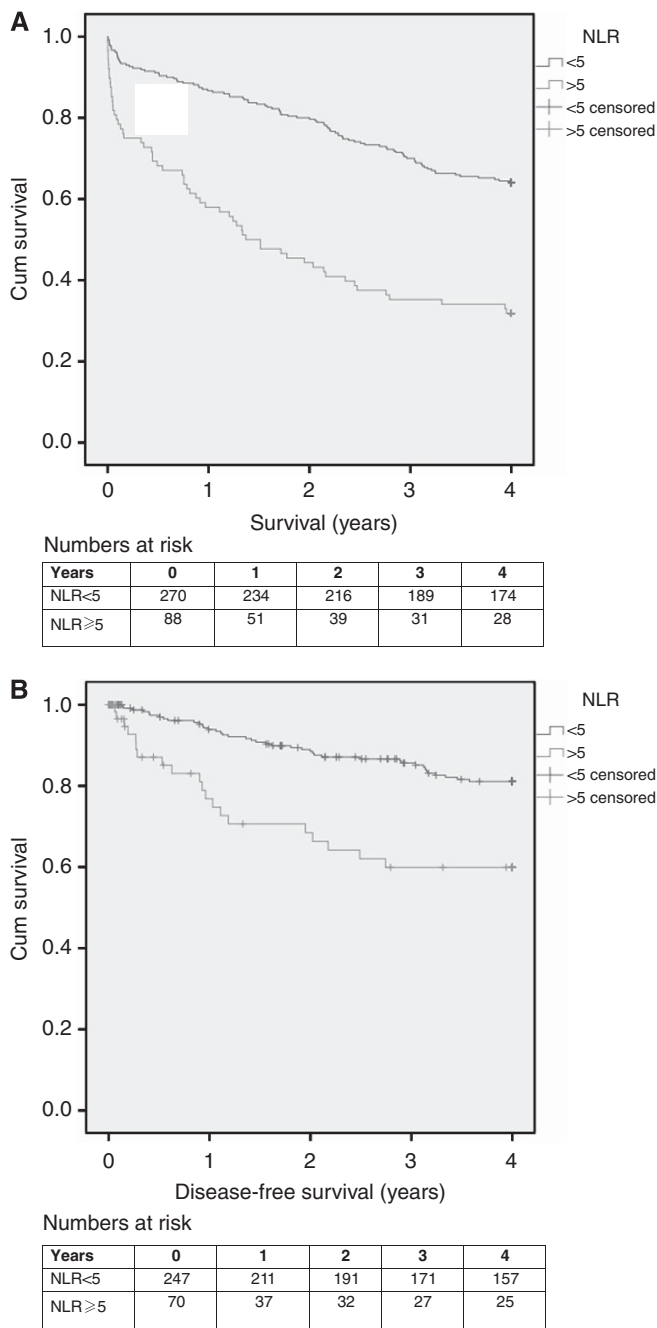 A
1.0
0.8
0.6
0.4
0.2
0.0
Cum survival
0 1 2 3 4
Survival (years)
NLR
<5
>5
<5 censored
>5 censored
Numbers at risk
Years 0 1 2 3 4
NLR<5 270 234 216 189 174
NLR⩾5 88 51 39 31 28
B
1.0
0.8
0.6
0.4
0.2
0.0
Cum survival
0 1 2 3 4
Disease-free survival (years)
NLR
<5
>5
<5 censored
>5 censored
Numbers at risk
Years 0 1 2 3 4
NLR<5 247 211 191 171 157
NLR⩾5 70 37 32 27 25